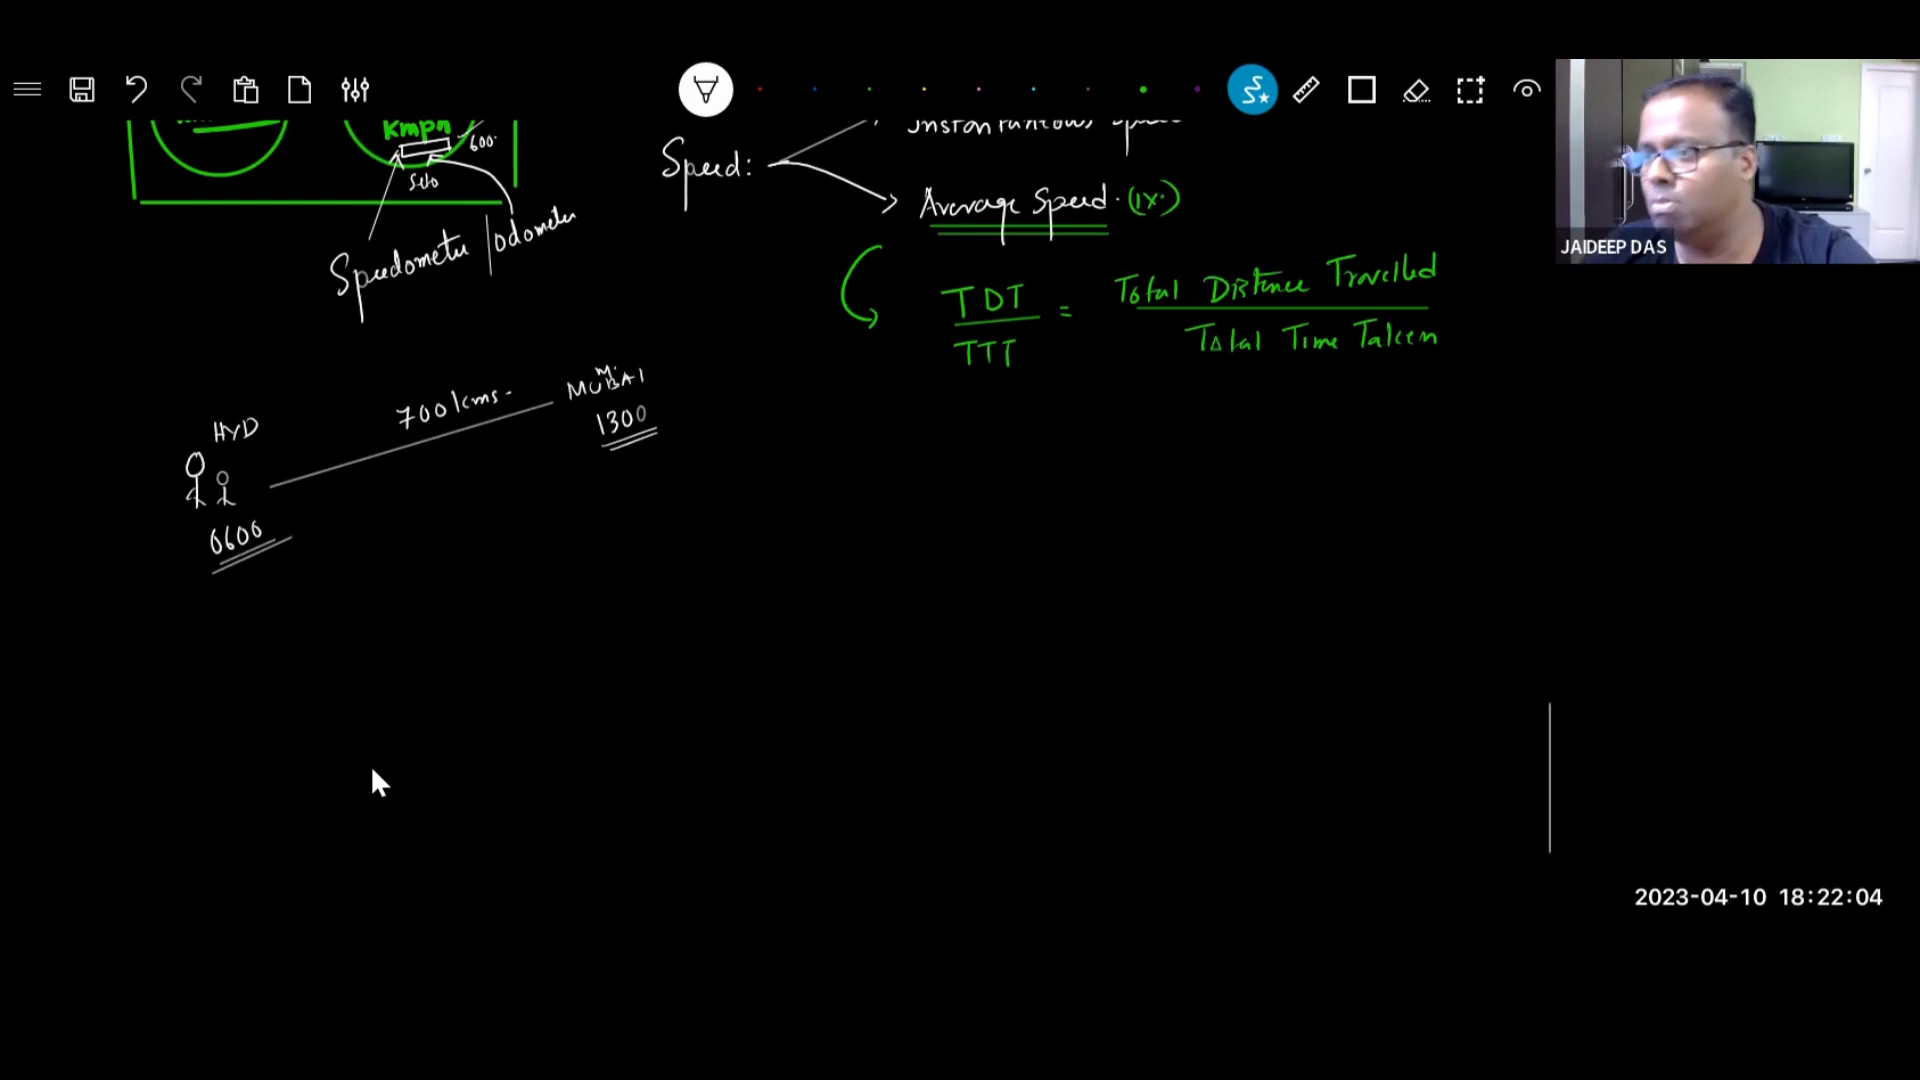 Kmph
600
Speedometer / odometer
Speed:
Instantaneous Speed
Average Speed. (IX.)
TDT / TTT = Total Distance Travelled / Total Time Taken
HYD
700 kms.
MUMBAI
1300
0600
JAIDEEP DAS
2023-04-10 18:22:04